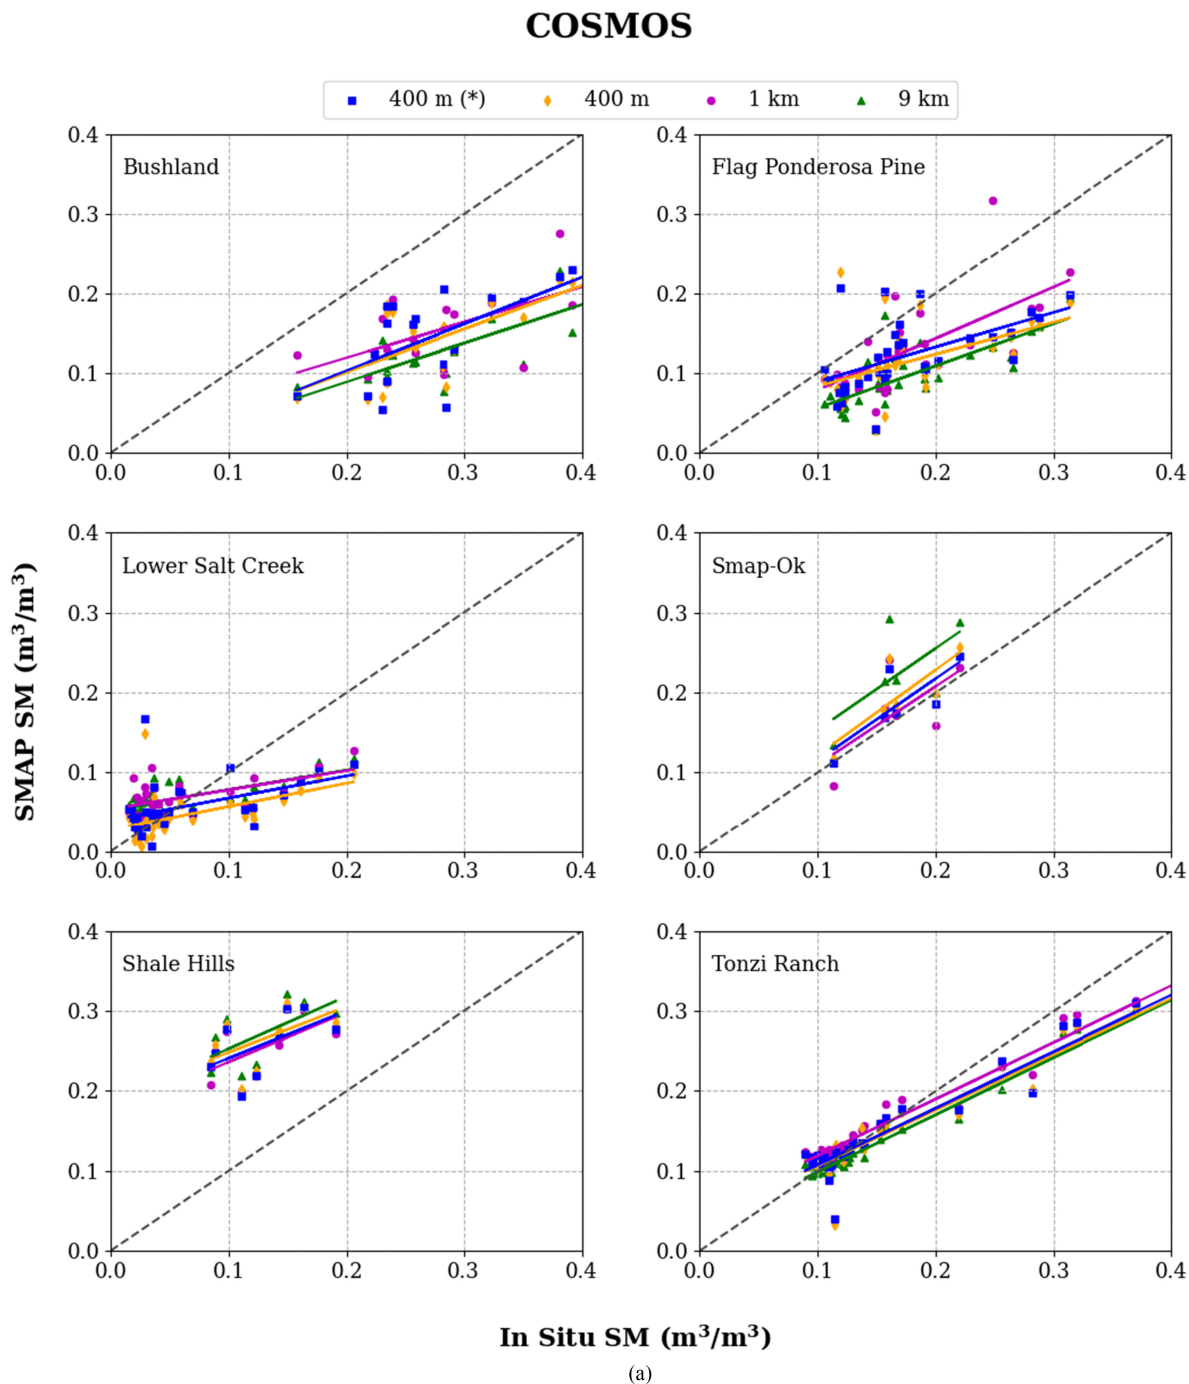 COSMOS
400 m (*) 400 m 1 km 9 km
Bushland
0.4
0.3
0.2
0.1
0.0
0.0 0.1 0.2 0.3 0.4
Flag Ponderosa Pine
0.4
0.3
0.2
0.1
0.0
0.0 0.1 0.2 0.3 0.4
Lower Salt Creek
0.4
0.3
0.2
0.1
0.0
0.0 0.1 0.2 0.3 0.4
Smap-Ok
0.4
0.3
0.2
0.1
0.0
0.0 0.1 0.2 0.3 0.4
SMAP SM (m³/m³)
Shale Hills
0.4
0.3
0.2
0.1
0.0
0.0 0.1 0.2 0.3 0.4
Tonzi Ranch
0.4
0.3
0.2
0.1
0.0
0.0 0.1 0.2 0.3 0.4
In Situ SM (m³/m³)
(a)